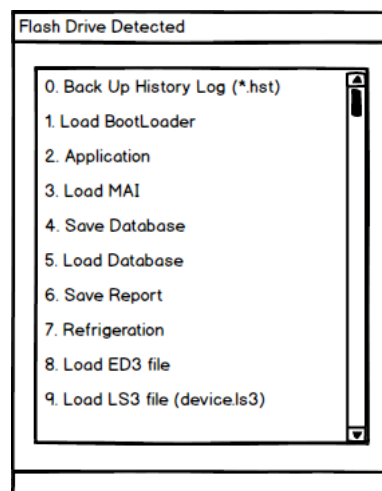 Flash Drive Detected
0. Back Up History Log (*.hst)
1. Load BootLoader
2. Application
3. Load MAI
4. Save Database
5. Load Database
6. Save Report
7. Refrigeration
8. Load ED3 file
9. Load LS3 file (device.ls3)